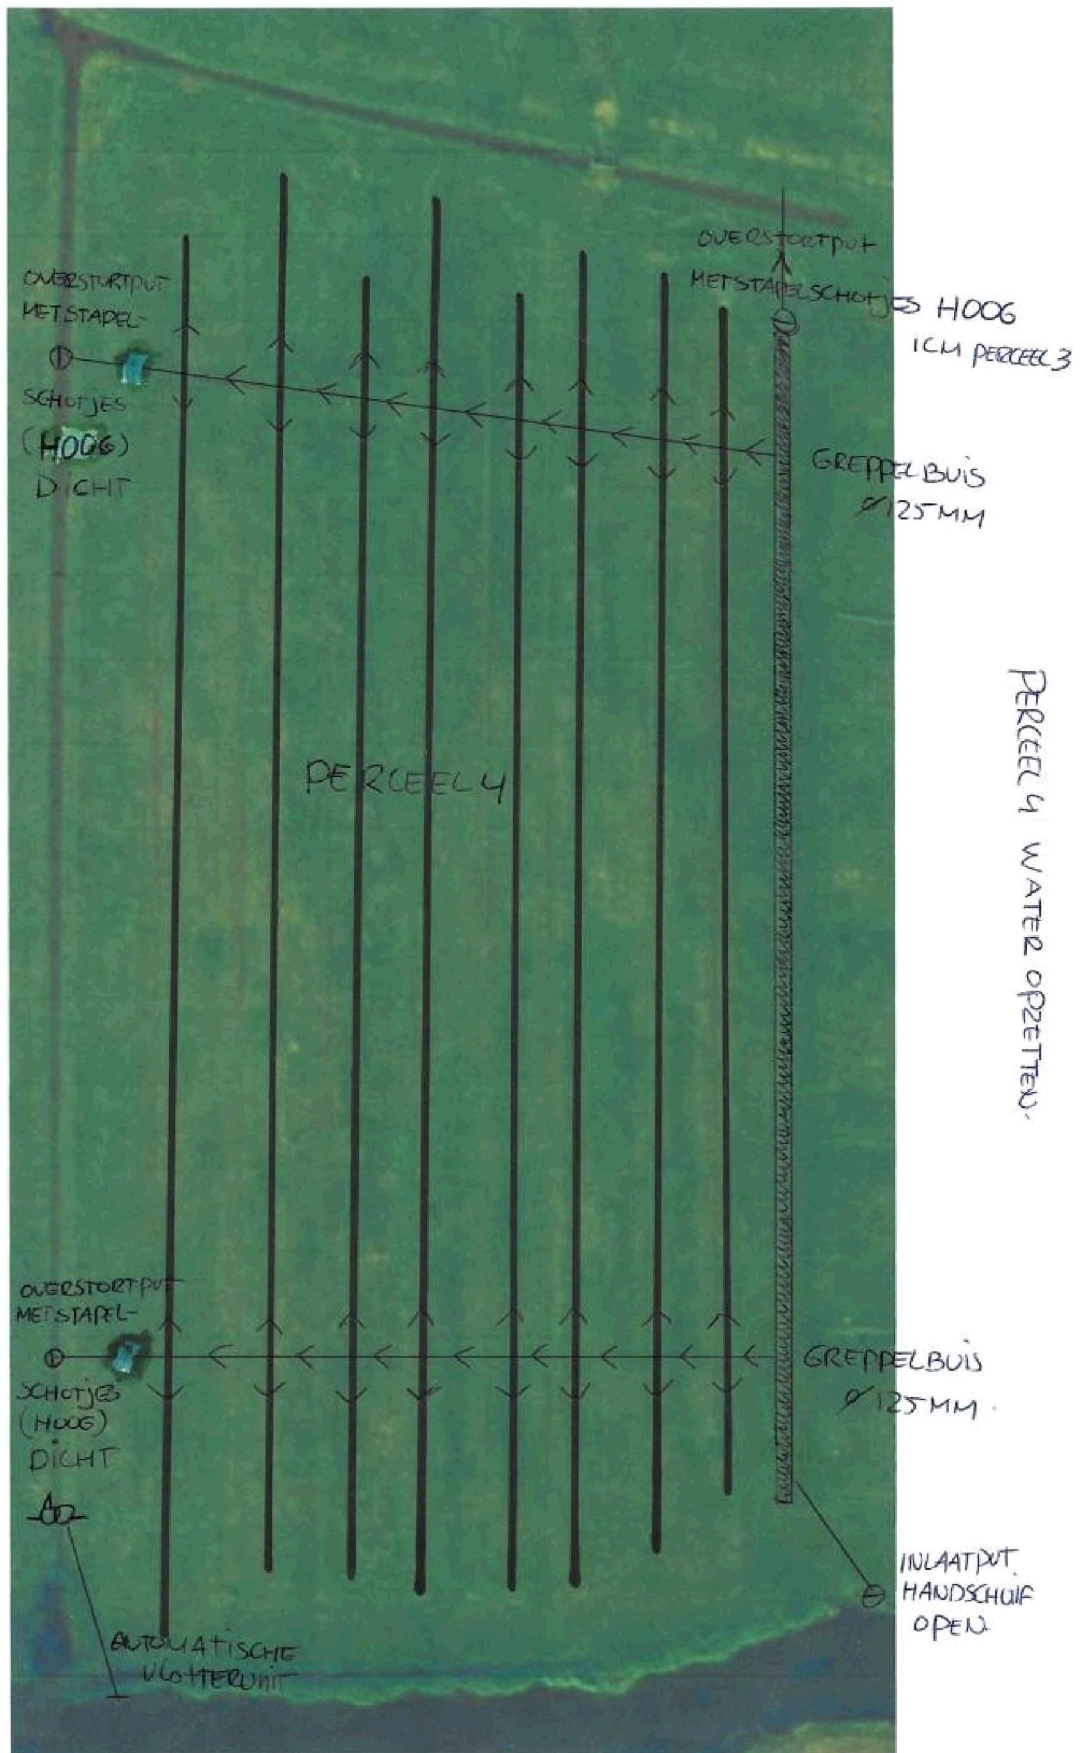 OVERSTORTPUT
METSTAPELSCHOTJES HOOG
ICM PERCEEL 3
OVERSTORTPUT
METSTAPEL-
SCHOTJES
(HOOG)
DICHT
GREPPELBUIS
Ø125MM
PERCEEL 4
PERCEEL 4 WATER OPZETTEN.
OVERSTORTPUT
METSTAPEL-
SCHOTJES
(HOOG)
DICHT
GREPPELBUIS
Ø125MM
INLAATPUT
HANDSCHUIF
OPEN
AUTOMATISCHE
VLOTTERUNIT